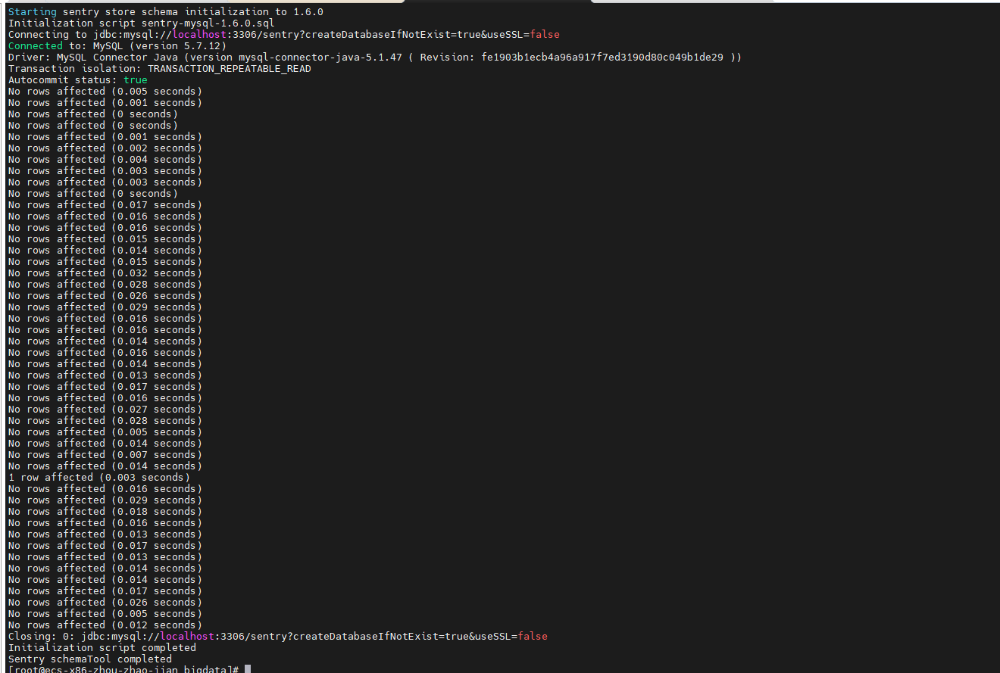 Starting sentry store schema initialization to 1.6.0
Initialization script sentry-mysql-1.6.0.sql
Connecting to jdbc:mysql://localhost:3306/sentry?createDatabaseIfNotExist=true&useSSL=false
Connected to: MySQL (version 5.7.12)
Driver: MySQL Connector Java (version mysql-connector-java-5.1.47 ( Revision: fe1903b1ecb4a96a917f7ed3190d80c049b1de29 ))
Transaction isolation: TRANSACTION_REPEATABLE_READ
Autocommit status: true
No rows affected (0.005 seconds)
No rows affected (0.001 seconds)
No rows affected (0 seconds)
No rows affected (0 seconds)
No rows affected (0.001 seconds)
No rows affected (0.002 seconds)
No rows affected (0.004 seconds)
No rows affected (0.003 seconds)
No rows affected (0.003 seconds)
No rows affected (0 seconds)
No rows affected (0.017 seconds)
No rows affected (0.016 seconds)
No rows affected (0.016 seconds)
No rows affected (0.015 seconds)
No rows affected (0.014 seconds)
No rows affected (0.015 seconds)
No rows affected (0.032 seconds)
No rows affected (0.028 seconds)
No rows affected (0.026 seconds)
No rows affected (0.029 seconds)
No rows affected (0.016 seconds)
No rows affected (0.016 seconds)
No rows affected (0.014 seconds)
No rows affected (0.016 seconds)
No rows affected (0.014 seconds)
No rows affected (0.013 seconds)
No rows affected (0.017 seconds)
No rows affected (0.016 seconds)
No rows affected (0.027 seconds)
No rows affected (0.028 seconds)
No rows affected (0.005 seconds)
No rows affected (0.014 seconds)
No rows affected (0.007 seconds)
No rows affected (0.014 seconds)
1 row affected (0.003 seconds)
No rows affected (0.016 seconds)
No rows affected (0.029 seconds)
No rows affected (0.018 seconds)
No rows affected (0.016 seconds)
No rows affected (0.013 seconds)
No rows affected (0.017 seconds)
No rows affected (0.013 seconds)
No rows affected (0.014 seconds)
No rows affected (0.014 seconds)
No rows affected (0.017 seconds)
No rows affected (0.026 seconds)
No rows affected (0.005 seconds)
No rows affected (0.012 seconds)
Closing: 0: jdbc:mysql://localhost:3306/sentry?createDatabaseIfNotExist=true&useSSL=false
Initialization script completed
Sentry schemaTool completed
[root@ecs-x86-zhou-zhao-jian bigdata]#